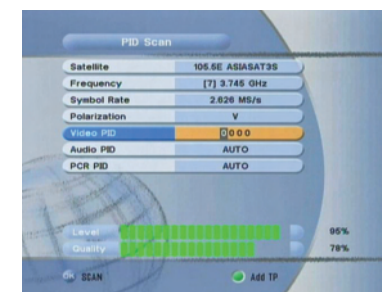 PID Scan
Satellite 105.5E ASIASAT3S
Frequency [7] 3.745 GHz
Symbol Rate 2.626 MS/s
Polarization V
Video PID 0000
Audio PID AUTO
PCR PID AUTO
Level 95%
Quality 78%
OK SCAN Add TP